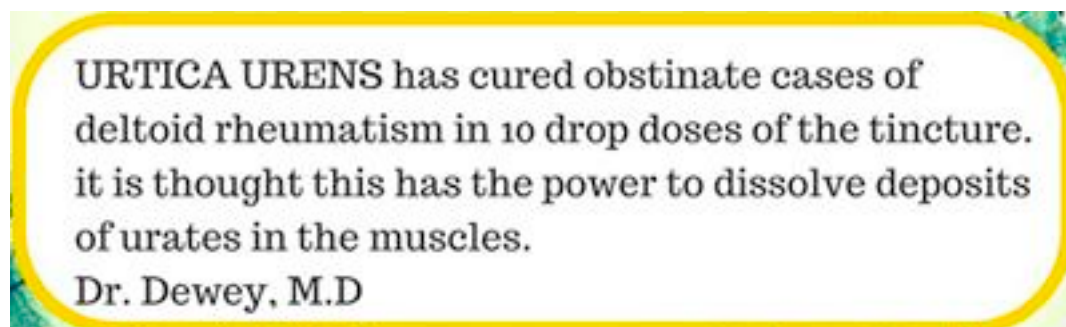 URTICA URENS has cured obstinate cases of
deltoid rheumatism in 10 drop doses of the tincture.
it is thought this has the power to dissolve deposits
of urates in the muscles.
Dr. Dewey, M.D